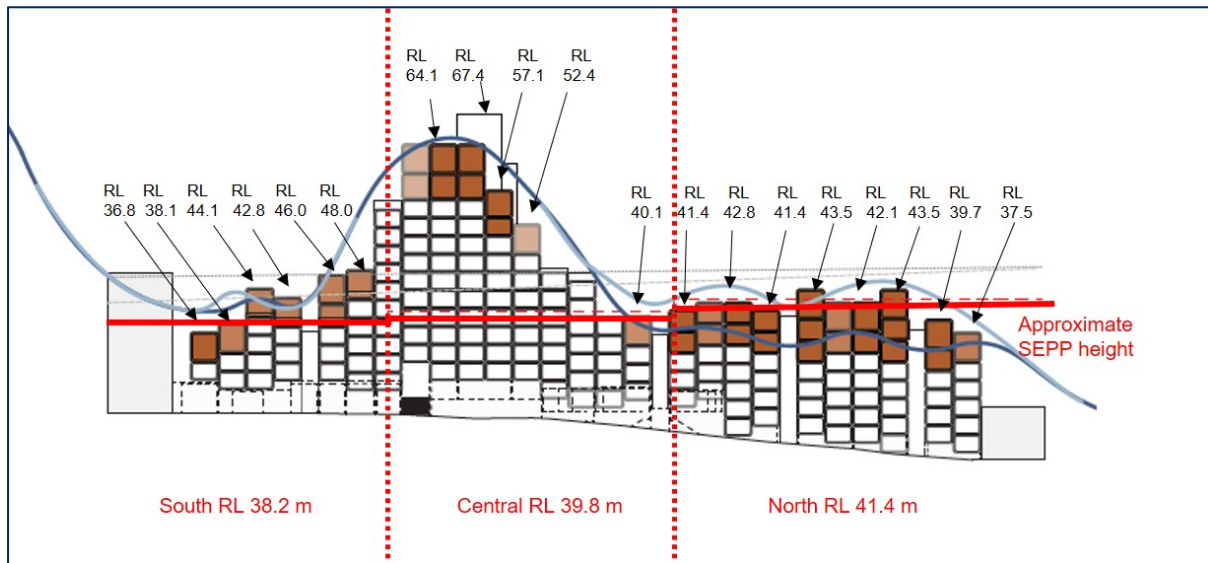 RL
64.1
RL
67.4
RL
57.1
RL
52.4
RL
36.8
RL
38.1
RL
44.1
RL
42.8
RL
46.0
RL
48.0
RL
40.1
RL
41.4
RL
42.8
RL
41.4
RL
43.5
RL
42.1
RL
43.5
RL
39.7
RL
37.5
Approximate
SEPP height
South RL 38.2 m
Central RL 39.8 m
North RL 41.4 m